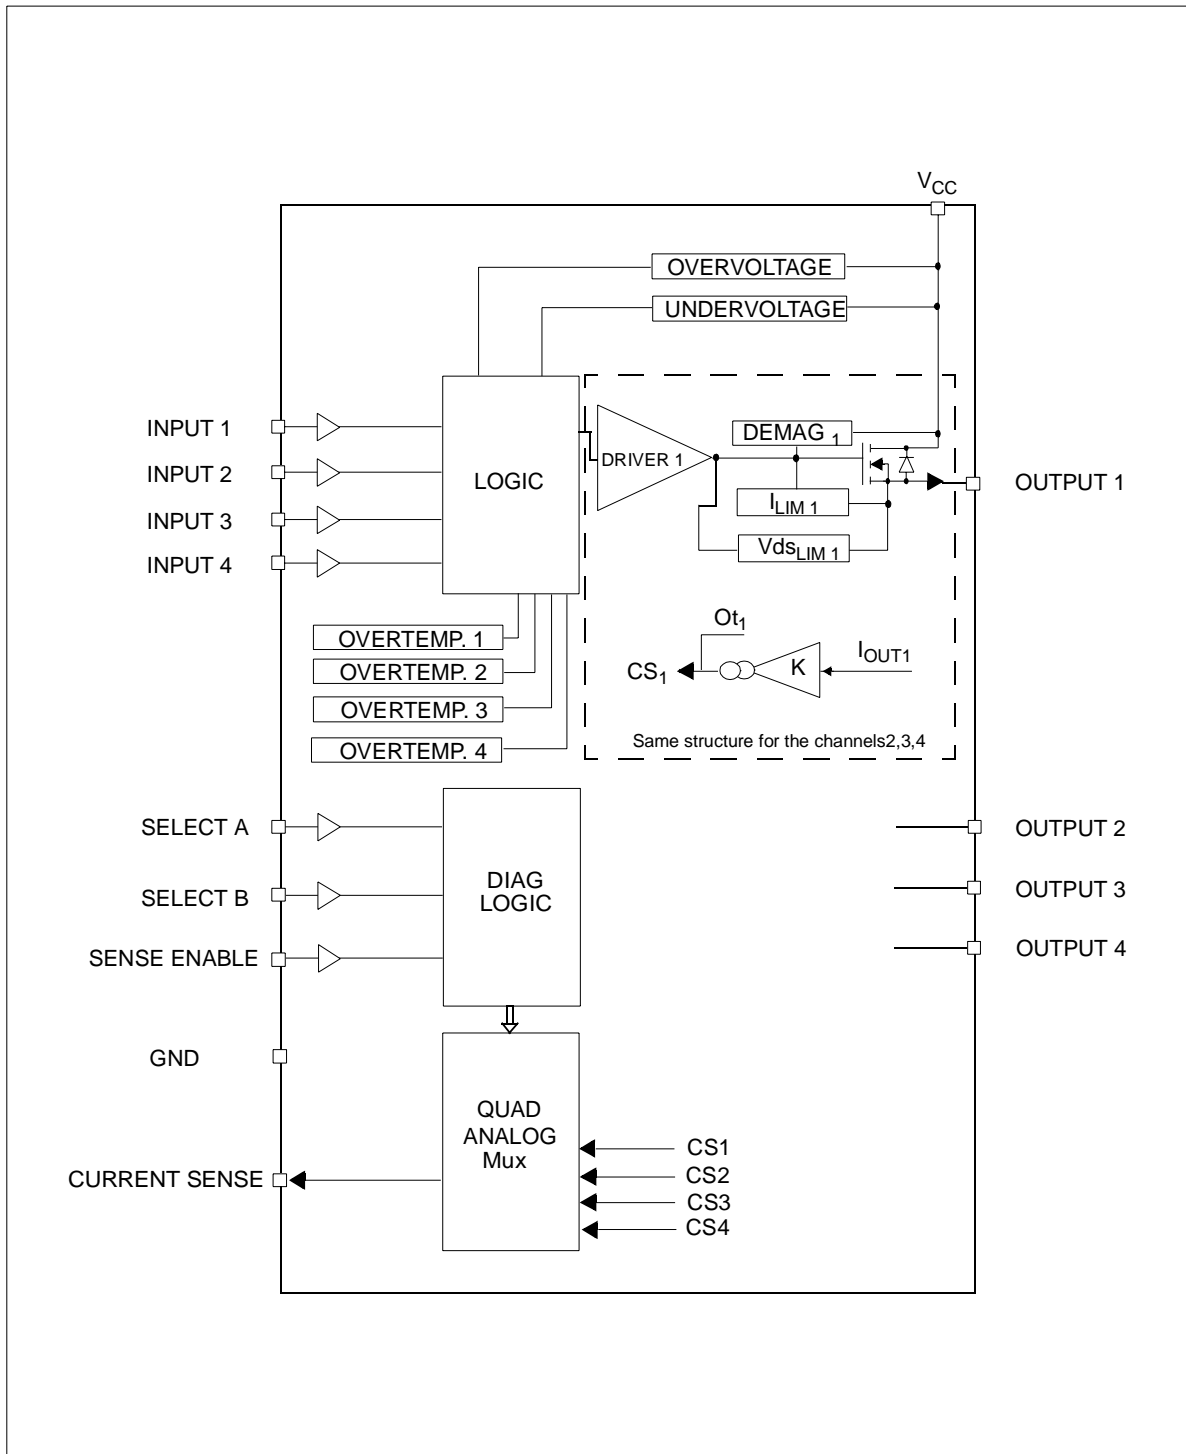 VCC
OVERVOLTAGE
UNDERVOLTAGE
INPUT 1
INPUT 2
INPUT 3
INPUT 4
LOGIC
DRIVER 1
DEMAG 1
ILIM 1
VdsLIM 1
OUTPUT 1
OVERTEMP. 1
OVERTEMP. 2
OVERTEMP. 3
OVERTEMP. 4
Ot1
CS1
K
IOUT1
Same structure for the channels2,3,4
SELECT A
SELECT B
SENSE ENABLE
DIAG
LOGIC
OUTPUT 2
OUTPUT 3
OUTPUT 4
GND
QUAD
ANALOG
Mux
CURRENT SENSE
CS1
CS2
CS3
CS4